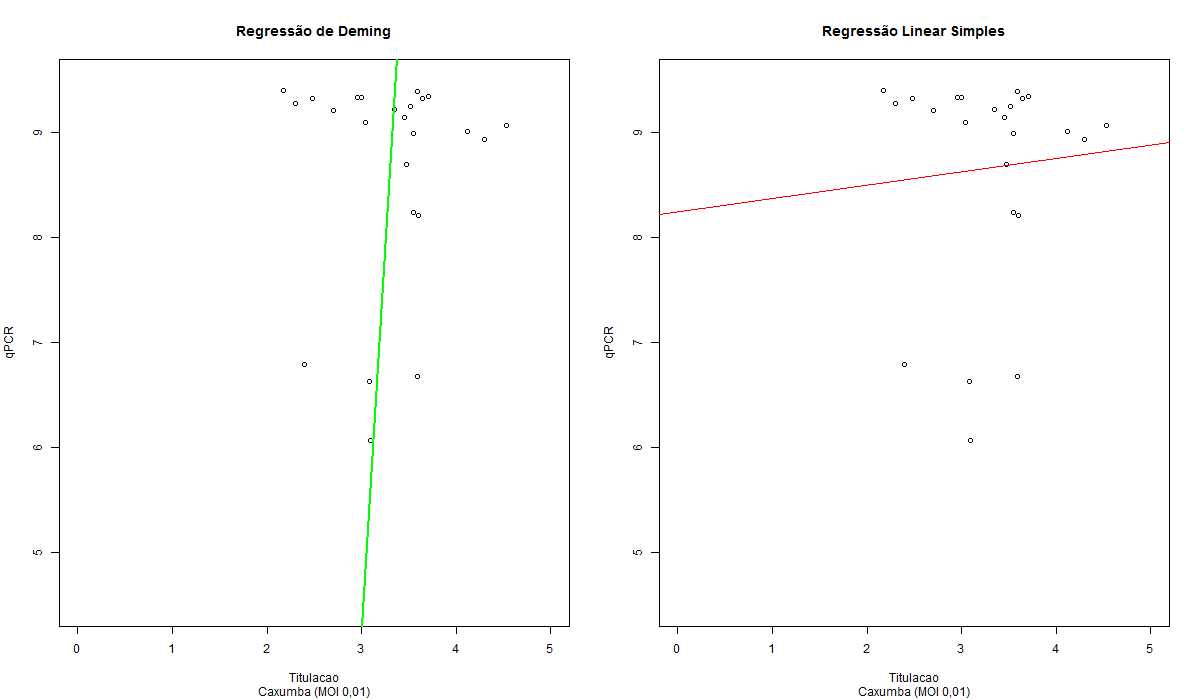 Regressão de Deming
qPCR
9
8
7
6
5
0 1 2 3 4 5
Titulacao
Caxumba (MOI 0,01)
Regressão Linear Simples
qPCR
9
8
7
6
5
0 1 2 3 4 5
Titulacao
Caxumba (MOI 0,01)